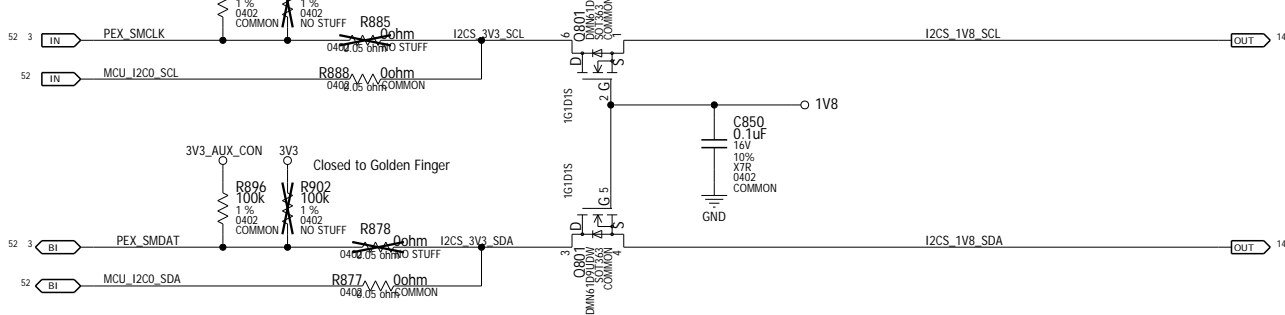 1 %
0402
COMMON
1 %
0402
NO STUFF
R885
0ohm
0402
0.05 ohm
NO STUFF
52 3 IN PEX_SMCLK
I2CS_3V3_SCL
6
1
Q801
DMN61D9UDW
SOT363
COMMON
D
S
2 G
1G1D1S
I2CS_1V8_SCL
OUT 14
52 IN MCU_I2C0_SCL
R888
0ohm
0402
0.05 ohm
COMMON
1V8
C850
0.1uF
16V
10%
X7R
0402
COMMON
GND
3V3_AUX_CON
3V3
Closed to Golden Finger
R896
100k
1 %
0402
COMMON
R902
100k
1 %
0402
NO STUFF
R878
0ohm
0402
0.05 ohm
NO STUFF
1G1D1S
G 5
D
S
52 3 BI PEX_SMDAT
I2CS_3V3_SDA
3
4
Q801
DMN61D9UDW
SOT363
COMMON
I2CS_1V8_SDA
OUT 14
52 BI MCU_I2C0_SDA
R877
0ohm
0402
0.05 ohm
COMMON